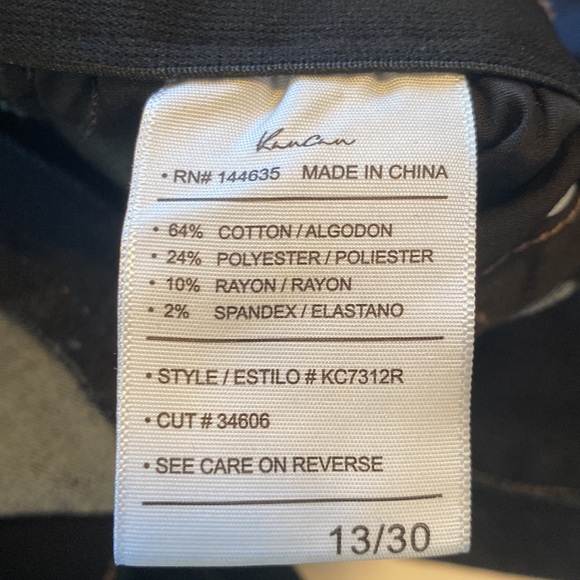 Kancan
• RN# 144635 MADE IN CHINA
• 64% COTTON / ALGODON
• 24% POLYESTER / POLIESTER
• 10% RAYON / RAYON
• 2% SPANDEX / ELASTANO
• STYLE / ESTILO # KC7312R
• CUT # 34606
• SEE CARE ON REVERSE
13/30